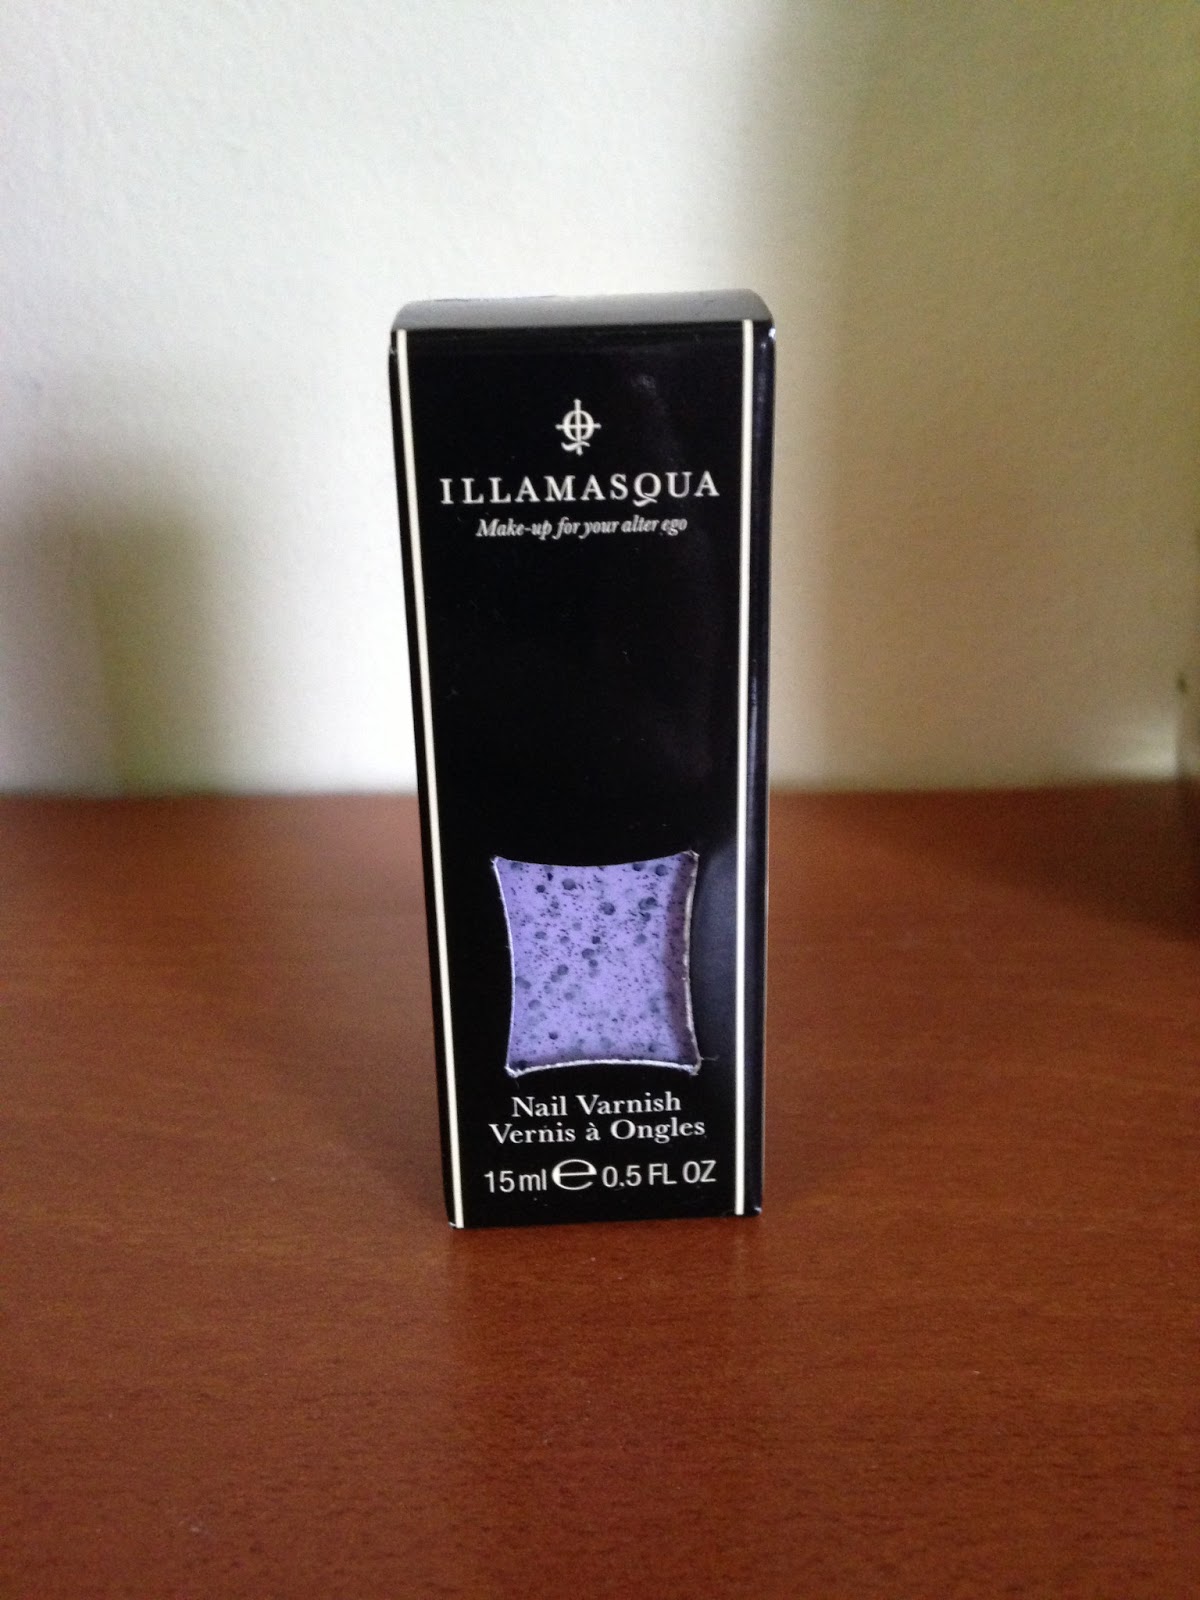 ILLAMASQUA
Make-up for your alter ego
Nail Varnish
Vernis à Ongles
15ml ℮ 0.5 FL OZ